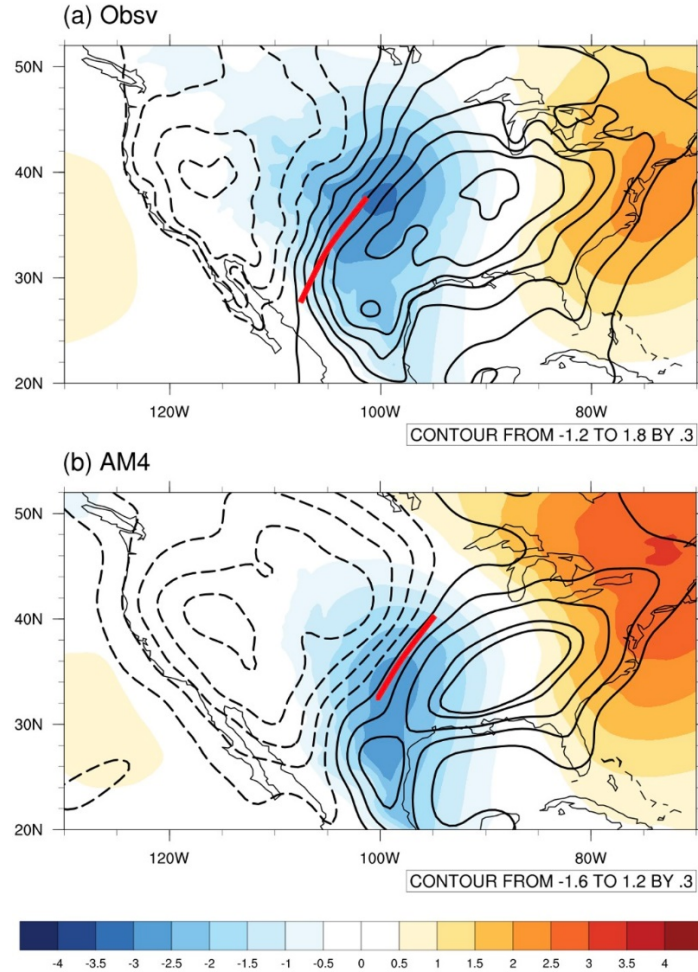 (a) Obsv
50N
40N
30N
20N
120W 100W 80W
CONTOUR FROM -1.2 TO 1.8 BY .3
(b) AM4
50N
40N
30N
20N
120W 100W 80W
CONTOUR FROM -1.6 TO 1.2 BY .3
-4 -3.5 -3 -2.5 -2 -1.5 -1 -0.5 0 0.5 1 1.5 2 2.5 3 3.5 4